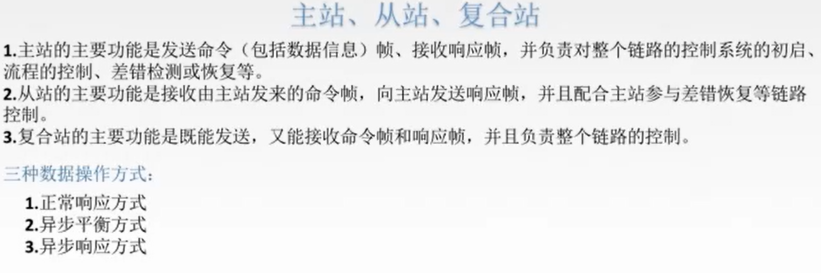 主站、从站、复合站
1.主站的主要功能是发送命令（包括数据信息）帧、接收响应帧，并负责对整个链路的控制系统的初启、
流程的控制、差错检测或恢复等。
2.从站的主要功能是接收由主站发来的命令帧，向主站发送响应帧，并且配合主站参与差错恢复等链路
控制。
3.复合站的主要功能是既能发送，又能接收命令帧和响应帧，并且负责整个链路的控制。
三种数据操作方式：
1.正常响应方式
2.异步平衡方式
3.异步响应方式